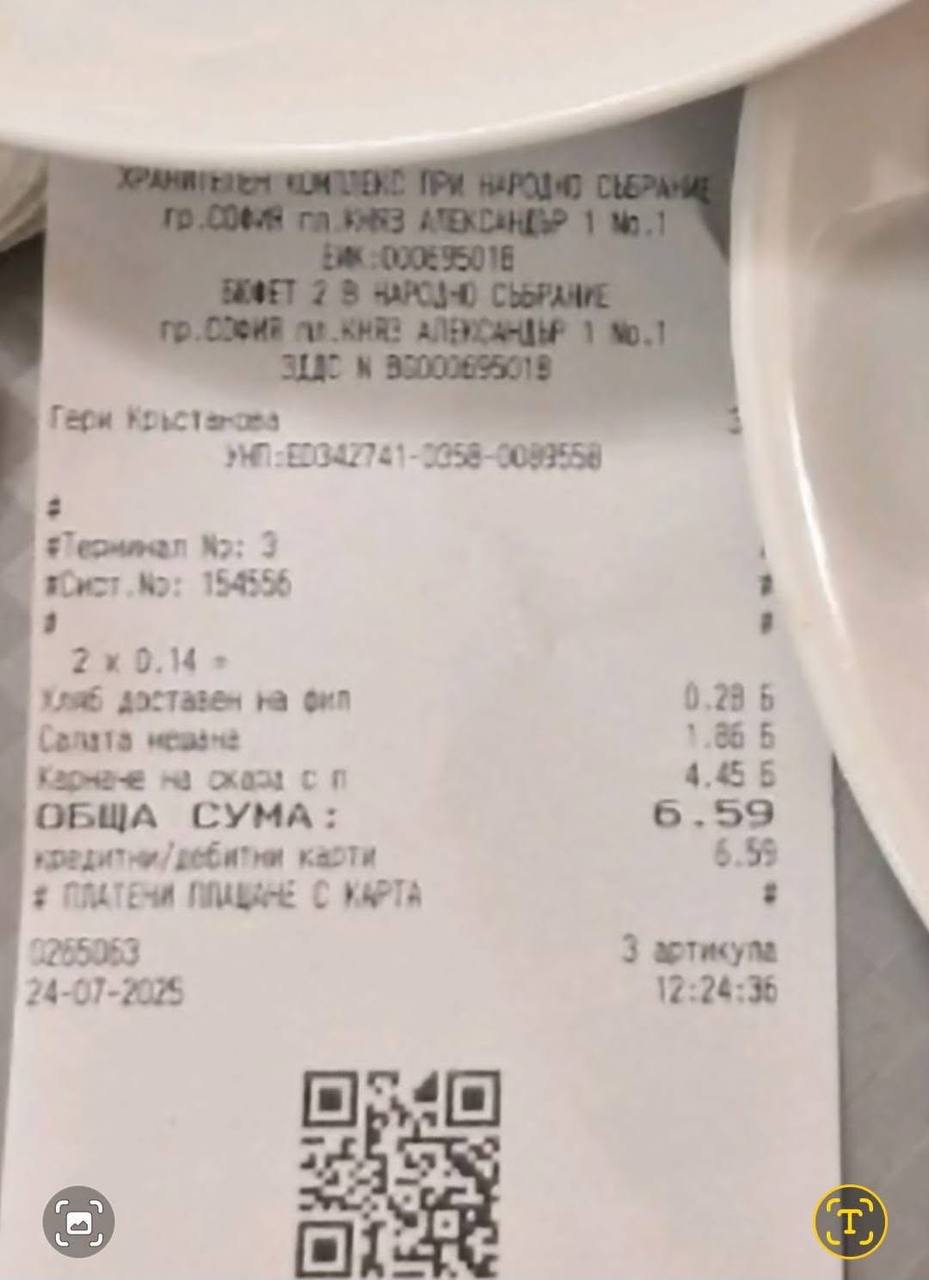 ХРАНИТЕЛЕН КОМПЛЕКС ПРИ НАРОДНО СЪБРАНИЕ
гр.СОФИЯ пл.КНЯЗ АЛЕКСАНДЪР 1 No.1
ЕИК:000695018
БЮФЕТ 2 В НАРОДНО СЪБРАНИЕ
гр.СОФИЯ пл.КНЯЗ АЛЕКСАНДЪР 1 No.1
ЗДДС N BG000695018
Гери Кръстанова 3
УНП:ED342741-0358-0089558
#
#Терминал No: 3
#Сист.No: 154556 #
# #
2 x 0.14 =
Хляб доставен на фил 0.28 Б
Салата мешана 1.86 Б
Карначе на скара с п 4.45 Б
ОБЩА СУМА: 6.59
кредитни/дебитни карти 6.59
# ПЛАТЕНИ ПЛАЩАНЕ С КАРТА #
0265063 3 артикула
24-07-2025 12:24:36